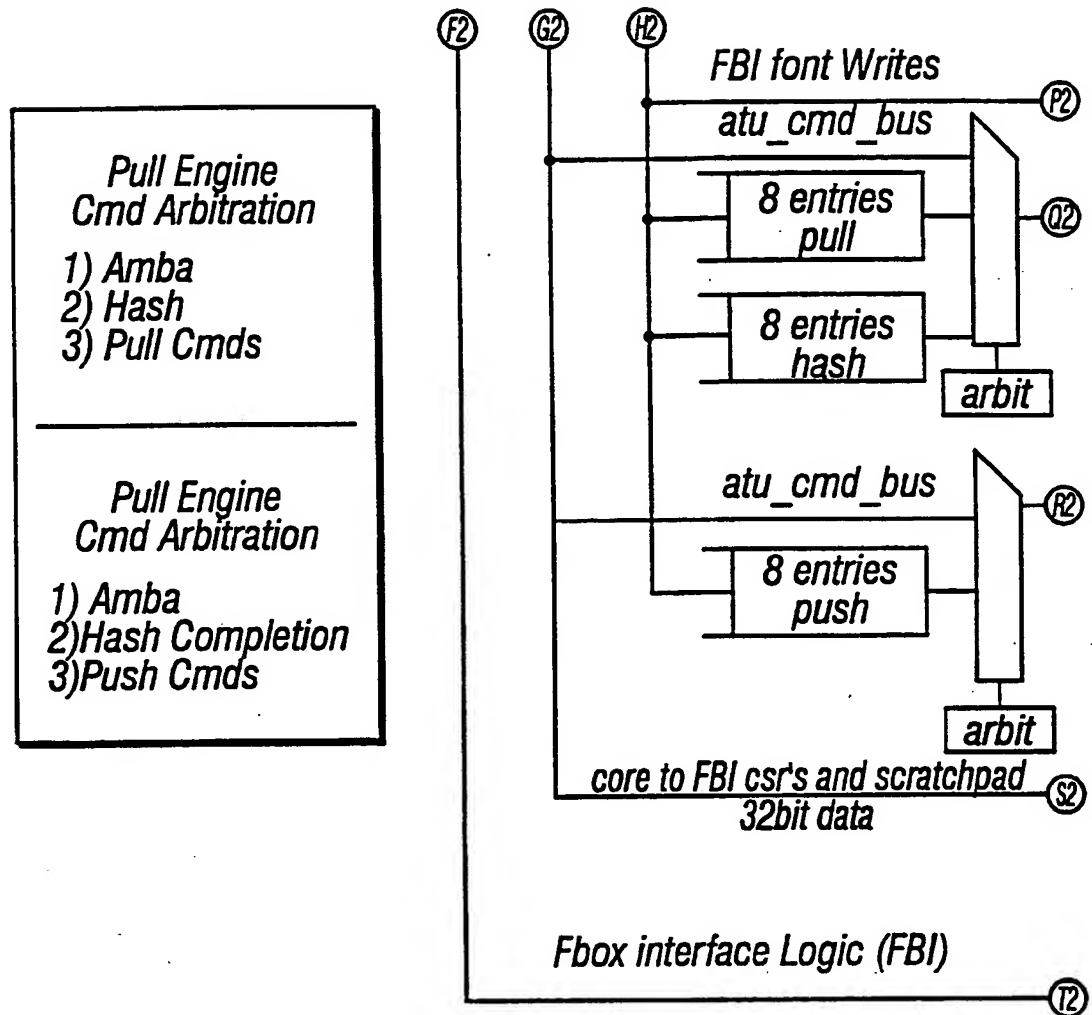 F2
G2
H2
FBI font Writes
P2
atu_cmd_bus
Q2
8 entries
pull
8 entries
hash
arbit
Pull Engine
Cmd Arbitration
1) Amba
2) Hash
3) Pull Cmds
Pull Engine
Cmd Arbitration
1) Amba
2)Hash Completion
3)Push Cmds
atu_cmd_bus
R2
8 entries
push
arbit
core to FBI csr's and scratchpad
32bit data
S2
Fbox interface Logic (FBI)
T2